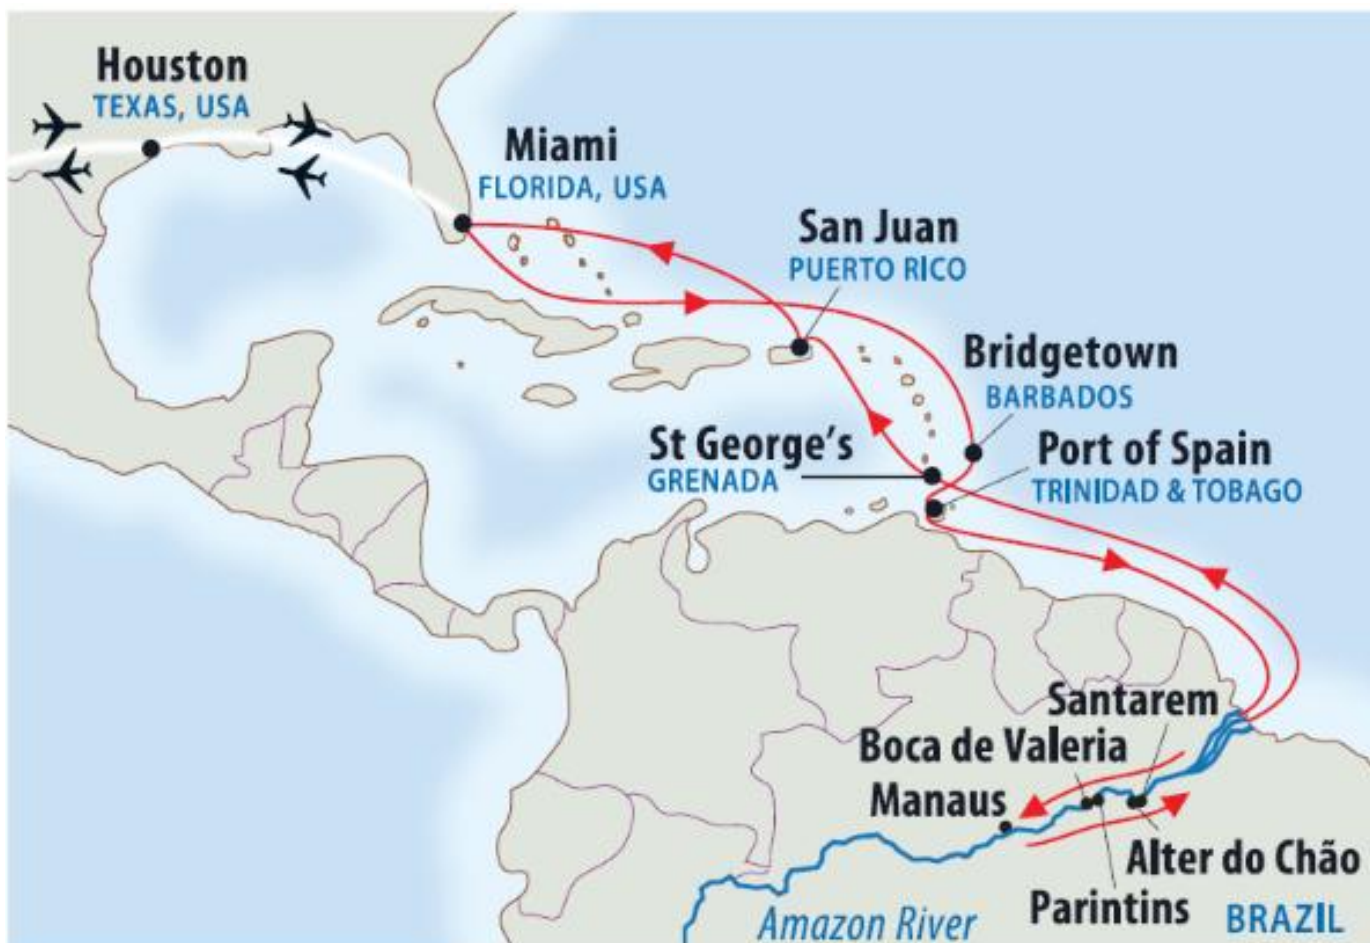 Houston
TEXAS, USA
Miami
FLORIDA, USA
San Juan
PUERTO RICO
Bridgetown
BARBADOS
St George's
GRENADA
Port of Spain
TRINIDAD & TOBAGO
Santarem
Boca de Valeria
Manaus
Alter do Chão
Parintins
BRAZIL
Amazon River